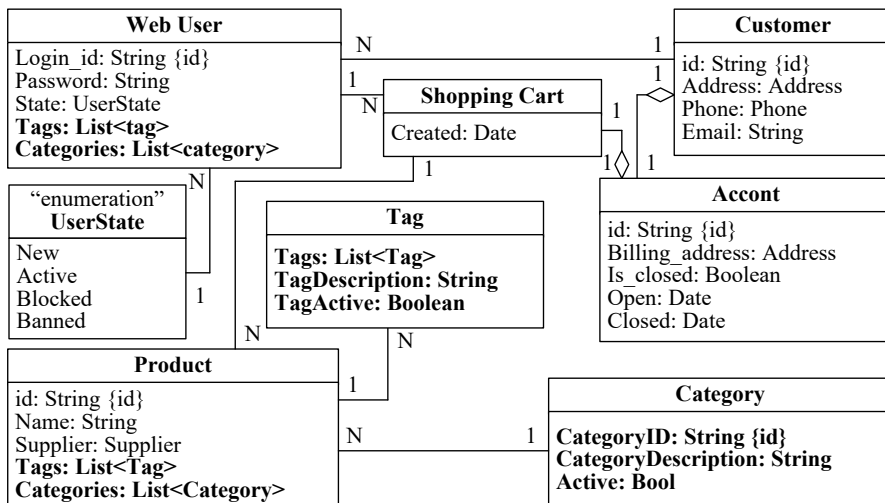 Web User
Login_id: String {id}
Password: String
State: UserState
Tags: List<tag>
Categories: List<category>
N
1
Customer
id: String {id}
Address: Address
Phone: Phone
Email: String
1
N
Shopping Cart
Created: Date
1
1
1
1
1
N
“enumeration”
UserState
New
Active
Blocked
Banned
1
Tag
Tags: List<Tag>
TagDescription: String
TagActive: Boolean
Accont
id: String {id}
Billing_address: Address
Is_closed: Boolean
Open: Date
Closed: Date
N
N
Product
id: String {id}
Name: String
Supplier: Supplier
Tags: List<Tag>
Categories: List<Category>
1
N
1
Category
CategoryID: String {id}
CategoryDescription: String
Active: Bool